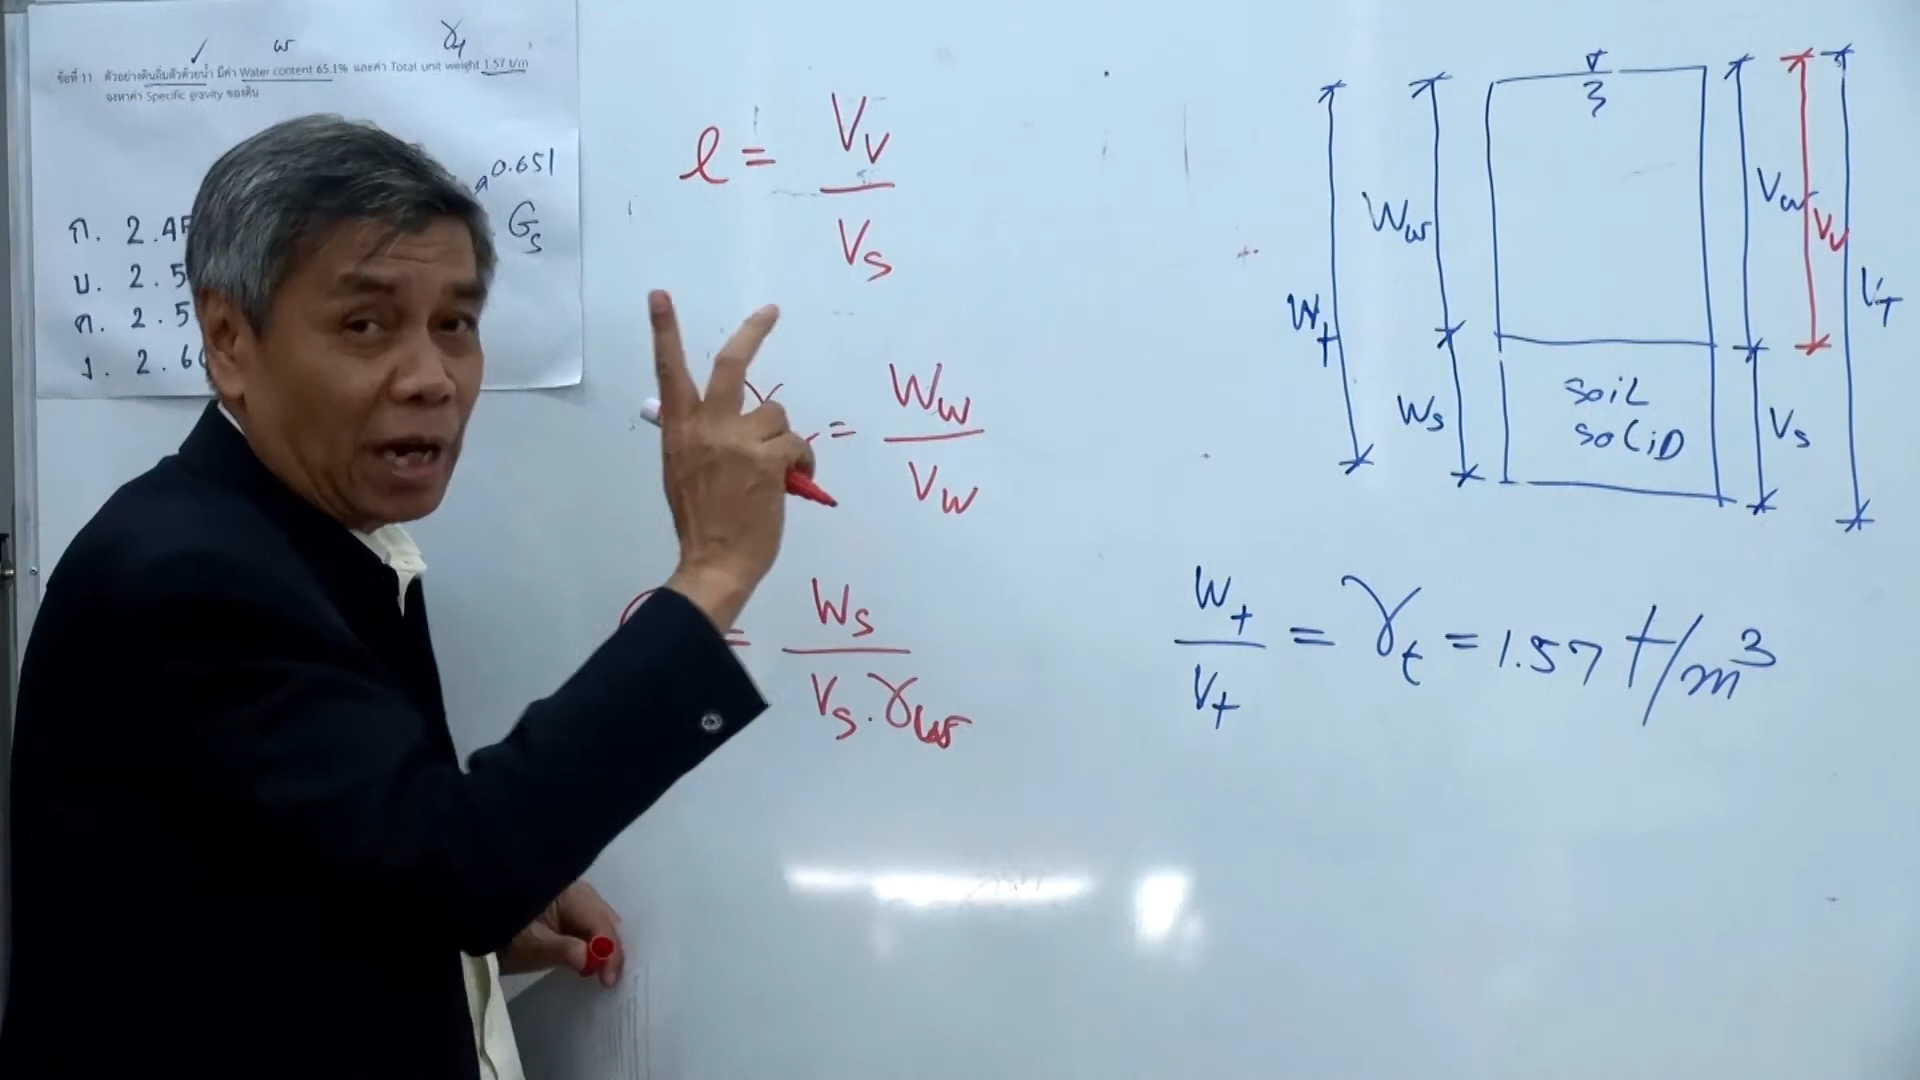 ω γt
ข้อที่ 11 ตัวอย่างดินอิ่มตัวด้วยน้ำ มีค่า Water content 65.1% และค่า Total unit weight 1.57 t/m
จงหาค่า Specific gravity ของดิน
0.651
Gs
ก. 2.4
ข. 2.5
ค. 2.5
ง. 2.6
e = Vv / Vs
= Ww / Vw
= Ws / Vs.γw
Wt
Ww
Ws
soil
solid
Vw
Vv
VT
Vs
Wt / Vt = γt = 1.57 t/m³